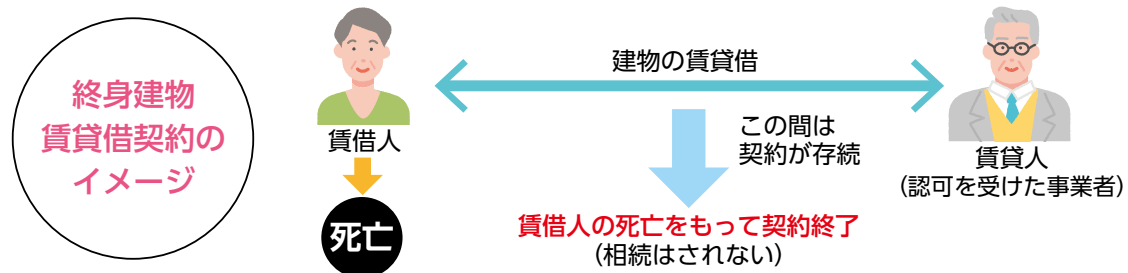 終身建物
賃貸借契約の
イメージ
賃借人
死亡
建物の賃貸借
この間は
契約が存続
賃借人の死亡をもって契約終了
（相続はされない）
賃貸人
（認可を受けた事業者）